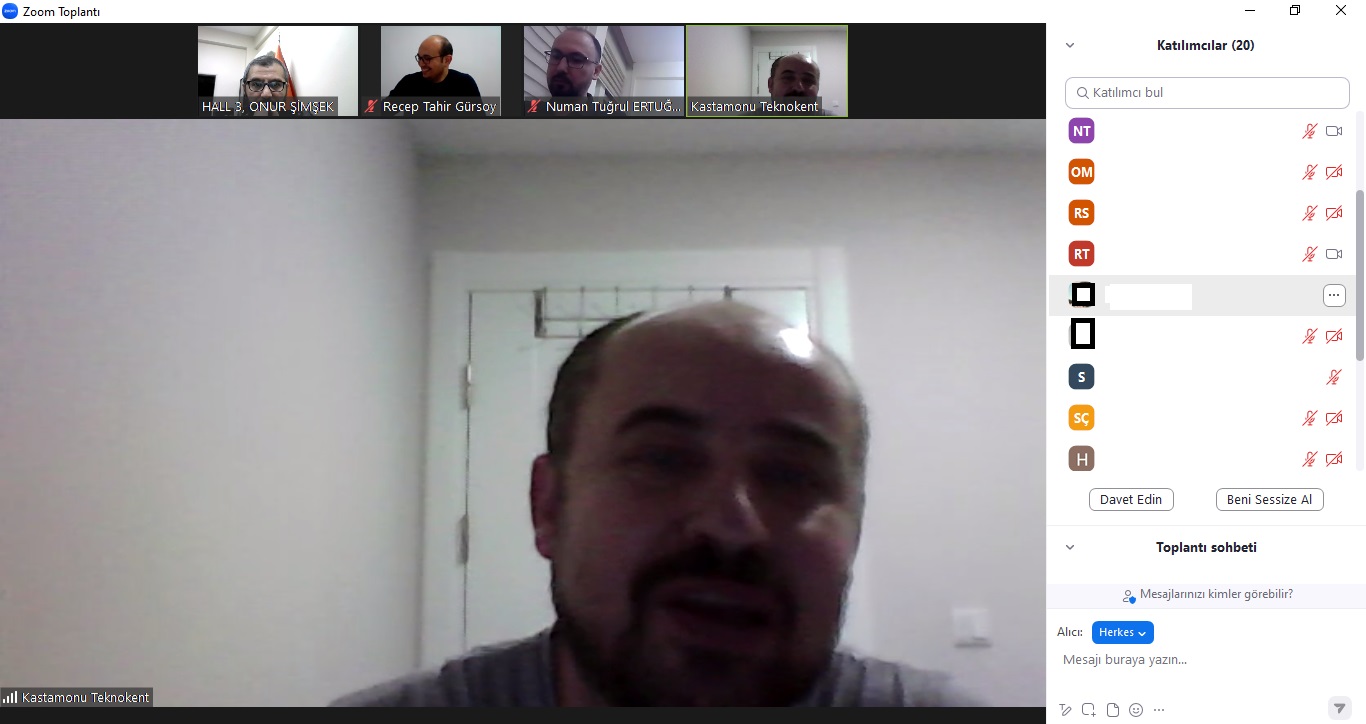 Zoom Toplantı
HALL 3, ONUR ŞİMŞEK
Recep Tahir Gürsoy
Numan Tuğrul ERTUĞ...
Kastamonu Teknokent
Kastamonu Teknokent
Katılımcılar (20)
Katılımcı bul
NT
OM
RS
RT
S
SÇ
H
Davet Edin
Beni Sessize Al
Toplantı sohbeti
Mesajlarınızı kimler görebilir?
Alıcı: Herkes
Mesajı buraya yazın...